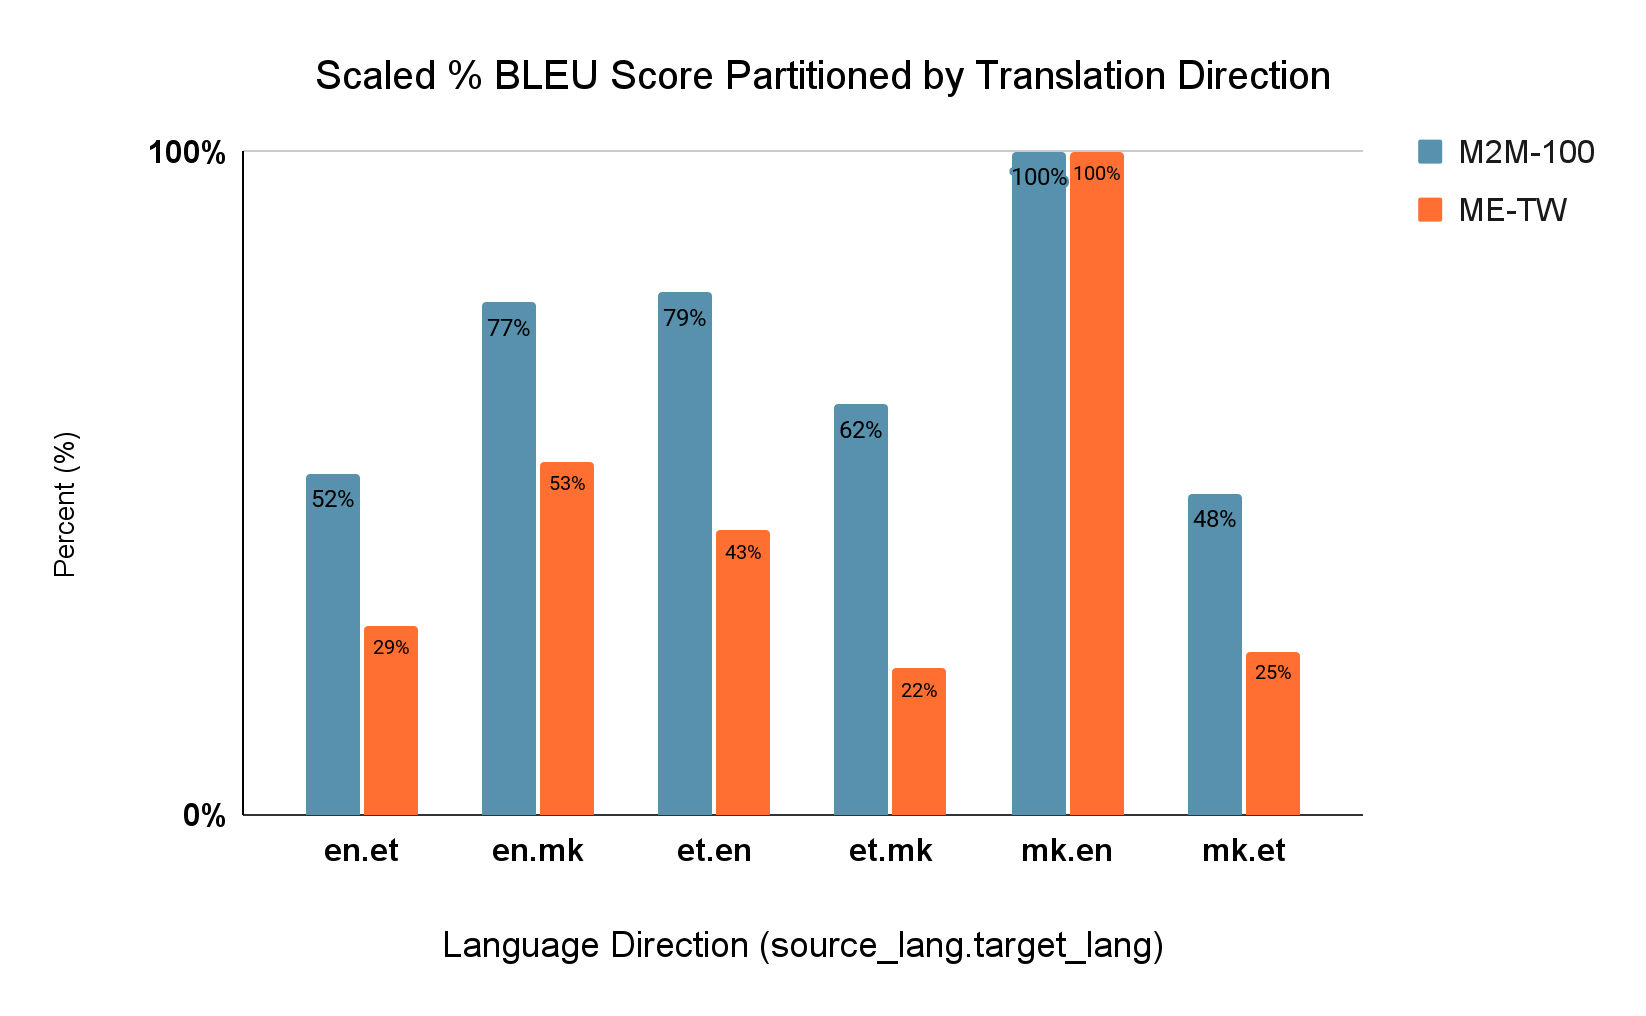 Scaled % BLEU Score Partitioned by Translation Direction
100%
0%
Percent (%)
M2M-100
ME-TW
52%
29%
77%
53%
79%
43%
62%
22%
100%
100%
48%
25%
en.et
en.mk
et.en
et.mk
mk.en
mk.et
Language Direction (source_lang.target_lang)